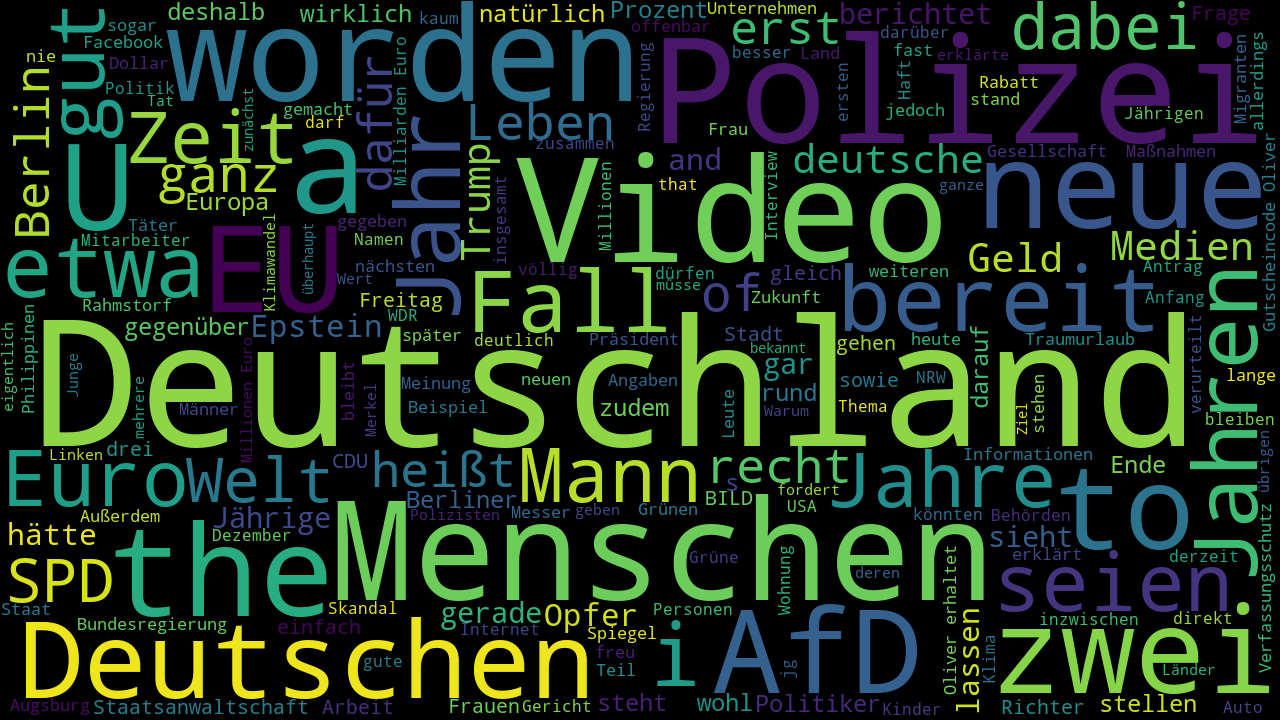 sogar
deshalb
wirklich
kaum
natürlich
Prozent
Unternehmen
berichtet
Frage
Facebook
gut
worden
offenbar
erst
darüber
dabei
nie
Dollar
Milliarden Euro
besser
Land
fast
erklärte
Politik
Tat
gemacht
zunächst
darf
dafür
Regierung
Polizei
ersten
Haft
Rabatt
stand
jedoch
Jährigen
Migranten
allerdings
Berlin
Zeit
Leben
Frau
zusammen
U
a
Jahr
Trump
Video
and
deutsche
Gesellschaft
Maßnahmen
neue
ganz
Europa
that
Interview
ganze
Gutscheincode Oliver
Täter
gegeben
insgesamt
Millionen
Mitarbeiter
Klimawandel
überhaupt
Namen
Geld
Medien
etwa
EU
nächsten
Wert
völlig
dürfen
müsse
gleich
weiteren
Antrag
Rahmstorf
Freitag
Fall
of
Zukunft
bereit
Anfang
Philippinen
gegenüber
Epstein
WDR
später
deutlich
Präsident
Stadt
gehen
heute
darauf
Traumurlaub
verurteilt
Jahren
eigentlich
Deutschland
bekannt
gar
Junge
mehrere
Millionen Euro
bleibt
Merkel
Meinung
neuen
Angaben
rund
sowie
NRW
lange
Männer
Beispiel
zudem
Leute
Warum
Thema
Ziel
stehen
bleiben
Linken
drei
CDU
heißt
Mann
recht
Informationen
Ende
übrigen
Euro
Welt
Berliner
s
BILD
fordert
USA
Jahre
to
Außerdem
Jährige
Polizisten
Messer
geben
Grünen
könnten
Behörden
hätte
Dezember
the
Menschen
Grüne
Wohnung
sieht
erklärt
derzeit
Verfassungsschutz
SPD
deren
seien
Staat
Skandal
gerade
Opfer
Personen
Oliver erhaltet
inzwischen
direkt
Bundesregierung
einfach
Internet
Spiegel
Deutschen
gute
freu
Teil
i
AfD
jg
lassen
Klima
zwei
Länder
Augsburg
Staatsanwaltschaft
Arbeit
Frauen
Gericht
steht
wohl
Politiker
Kinder
Richter
stellen
Auto